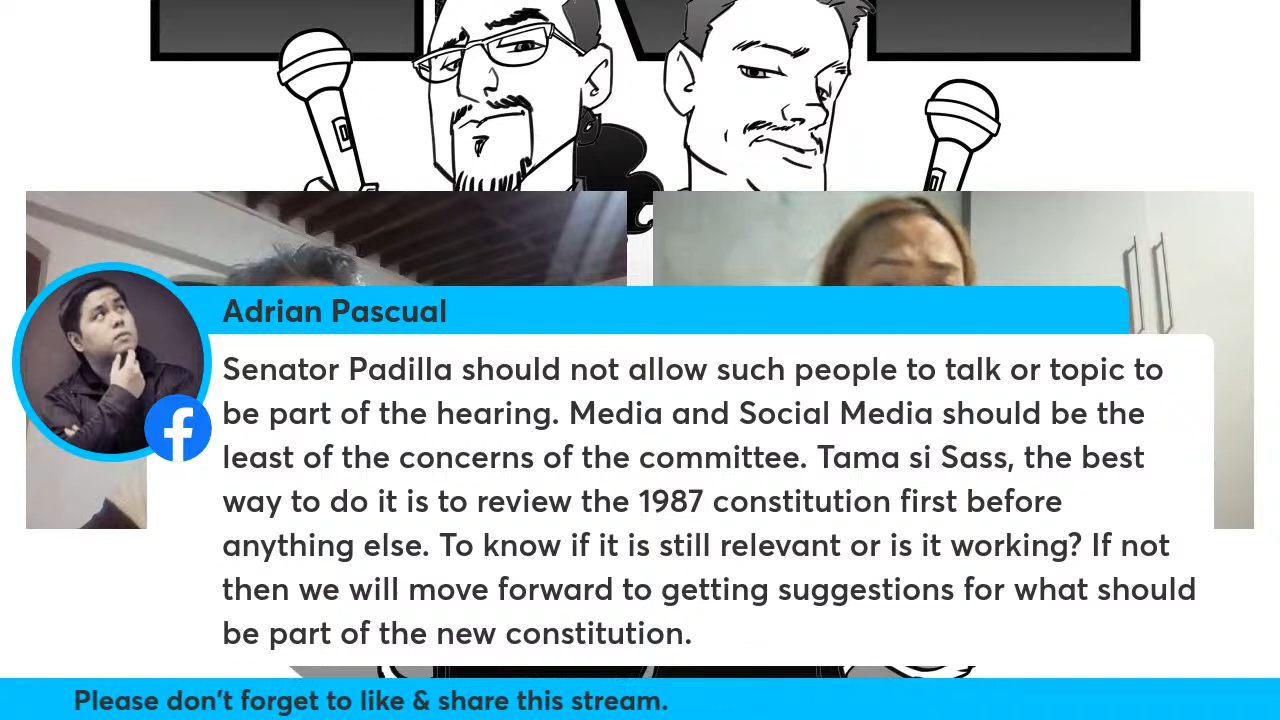 Adrian Pascual
Senator Padilla should not allow such people to talk or topic to
be part of the hearing. Media and Social Media should be the
least of the concerns of the committee. Tama si Sass, the best
way to do it is to review the 1987 constitution first before
anything else. To know if it is still relevant or is it working? If not
then we will move forward to getting suggestions for what should
be part of the new constitution.
Please don't forget to like & share this stream.